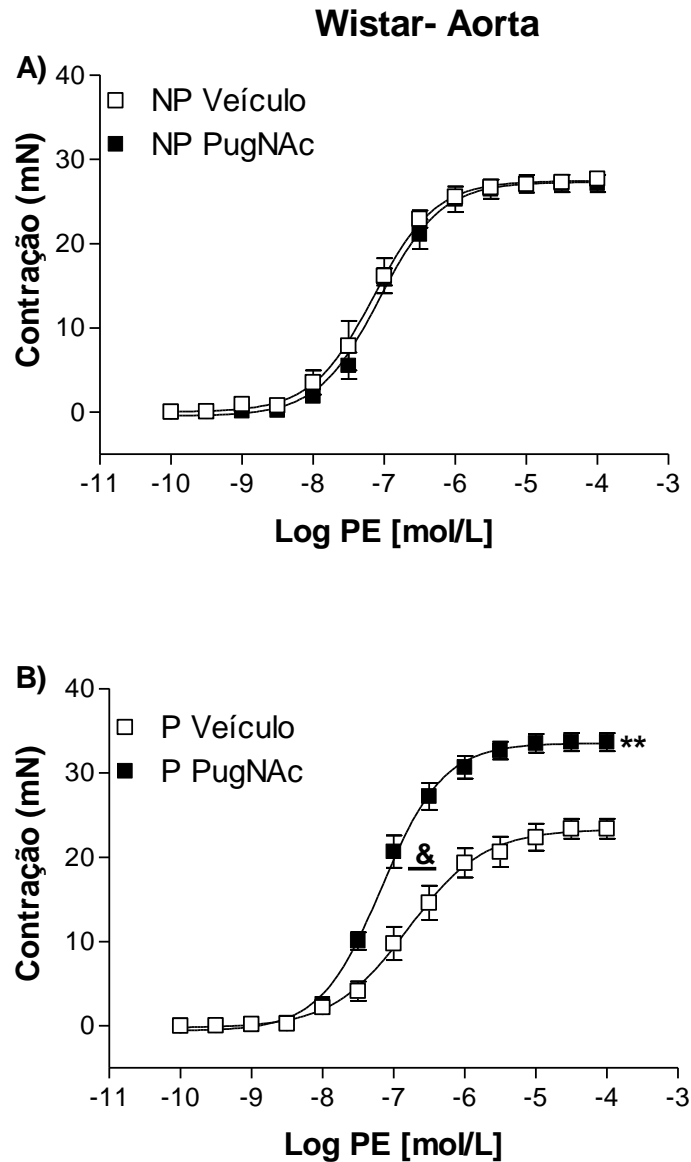 Wistar- Aorta
A)
40
NP Veículo
NP PugNAc
30
20
10
0
Contração (mN)
-11 -10 -9 -8 -7 -6 -5 -4 -3
Log PE [mol/L]
B)
40
P Veículo
P PugNAc
**
30
&
20
10
0
Contração (mN)
-11 -10 -9 -8 -7 -6 -5 -4 -3
Log PE [mol/L]